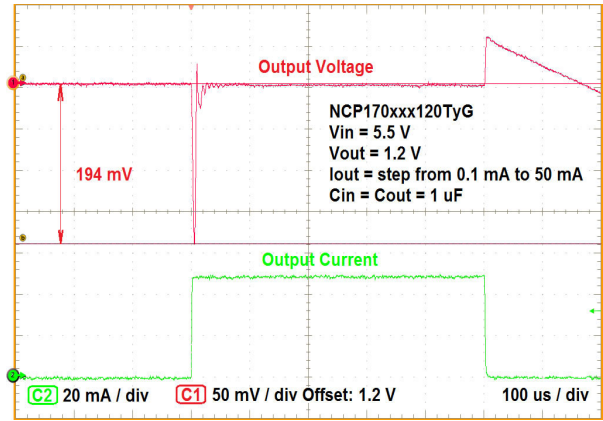 Output Voltage
NCP170xxx120TyG
Vin = 5.5 V
Vout = 1.2 V
Iout = step from 0.1 mA to 50 mA
Cin = Cout = 1 uF
194 mV
Output Current
C2 20 mA / div C1 50 mV / div Offset: 1.2 V 100 us / div